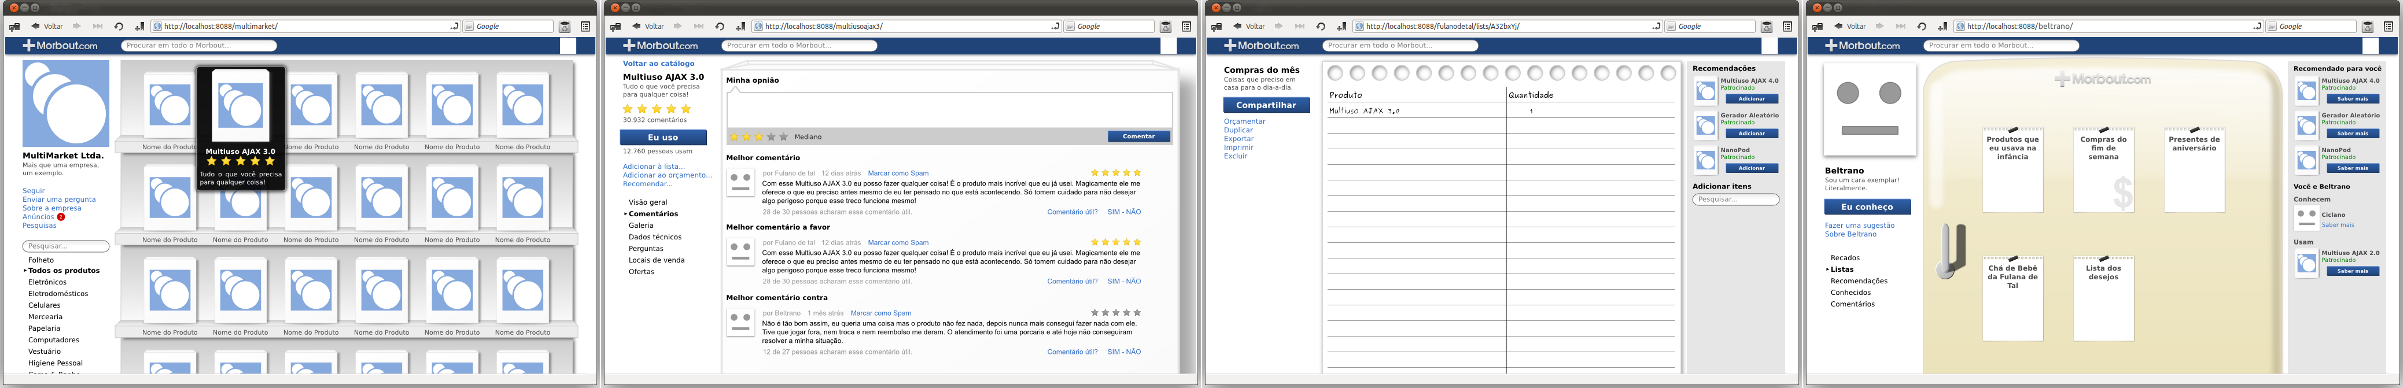 Voltar
http://localhost:8088/multimarket/
Google
Morbout.com
Procurar em todo o Morbout...
MultiMarket Ltda.
Mais que uma empresa,
um exemplo.
Seguir
Enviar uma pergunta
Sobre a empresa
Anúncios 2
Pesquisas
Pesquisar...
Folheto
Todos os produtos
Eletrônicos
Eletrodomésticos
Celulares
Mercearia
Papelaria
Computadores
Vestuário
Higiene Pessoal
Multiuso AJAX 3.0
Tudo o que você precisa
para qualquer coisa!
Nome do Produto Nome do Produto Nome do Produto Nome do Produto Nome do Produto
Nome do Produto Nome do Produto Nome do Produto Nome do Produto Nome do Produto Nome do Produto
Nome do Produto Nome do Produto Nome do Produto Nome do Produto Nome do Produto Nome do Produto
Voltar
http://localhost:8088/multiusoajax3/
Google
Morbout.com
Procurar em todo o Morbout...
Voltar ao catálogo
Multiuso AJAX 3.0
Tudo o que você precisa
para qualquer coisa!
30.932 comentários
Eu uso
12.760 pessoas usam
Adicionar à lista...
Adicionar ao orçamento...
Recomendar...
Visão geral
Comentários
Galeria
Dados técnicos
Perguntas
Locais de venda
Ofertas
Minha opnião
Mediano
Comentar
Melhor comentário
por Fulano de tal 12 dias atrás Marcar como Spam
Com esse Multiuso AJAX 3.0 eu posso fazer qualquer coisa! É o produto mais incrível que eu já usei. Magicamente ele me
oferece o que eu preciso antes mesmo de eu ter pensado no que está acontecendo. Só tomem cuidado para não desejar
algo perigoso porque esse treco funciona mesmo!
28 de 30 pessoas acharam esse comentário útil. Comentário útil? SIM - NÃO
Melhor comentário a favor
por Fulano de tal 12 dias atrás Marcar como Spam
Com esse Multiuso AJAX 3.0 eu posso fazer qualquer coisa! É o produto mais incrível que eu já usei. Magicamente ele me
oferece o que eu preciso antes mesmo de eu ter pensado no que está acontecendo. Só tomem cuidado para não desejar
algo perigoso porque esse treco funciona mesmo!
28 de 30 pessoas acharam esse comentário útil. Comentário útil? SIM - NÃO
Melhor comentário contra
por Beltrano 1 mês atrás Marcar como Spam
Não é tão bom assim, eu queria uma coisa mas o produto não fez nada, depois nunca mais consegui fazer nada com ele.
Tive que jogar fora, nem troca e nem reembolso me deram. O atendimento foi uma porcaria e até hoje não conseguiram
resolver a minha situação.
12 de 27 pessoas acharam esse comentário útil. Comentário útil? SIM - NÃO
Voltar
http://localhost:8088/fulanodetal/lists/A32bxYj/
Google
Morbout.com
Procurar em todo o Morbout...
Compras do mês
Coisas que preciso em
casa para o dia-a-dia.
Compartilhar
Orçamentar
Duplicar
Exportar
Imprimir
Excluir
Produto Quantidade
Multiuso AJAX 3.0 1
Recomendações
Multiuso AJAX 4.0
Patrocinado
Adicionar
Gerador Aleatório
Patrocinado
Adicionar
NanoPod
Patrocinado
Adicionar
Adicionar itens
Pesquisar...
Voltar
http://localhost:8088/beltrano/
Google
Morbout.com
Procurar em todo o Morbout...
Beltrano
Sou um cara exemplar!
Literalmente.
Eu conheço
Fazer uma sugestão
Sobre Beltrano
Recados
Listas
Recomendações
Conhecidos
Comentários
Morbout.com
Produtos que
eu usava na
infância
Compras do
fim de
semana
$
Presentes de
aniversário
Chá de Bebê
da Fulana de
Tal
Lista dos
desejos
Recomendado para você
Multiuso AJAX 4.0
Patrocinado
Saber mais
Gerador Aleatório
Patrocinado
Saber mais
NanoPod
Patrocinado
Saber mais
Você e Beltrano
Conhecem
Ciclano
Saber mais
Usam
Multiuso AJAX 2.0
Patrocinado
Saber mais